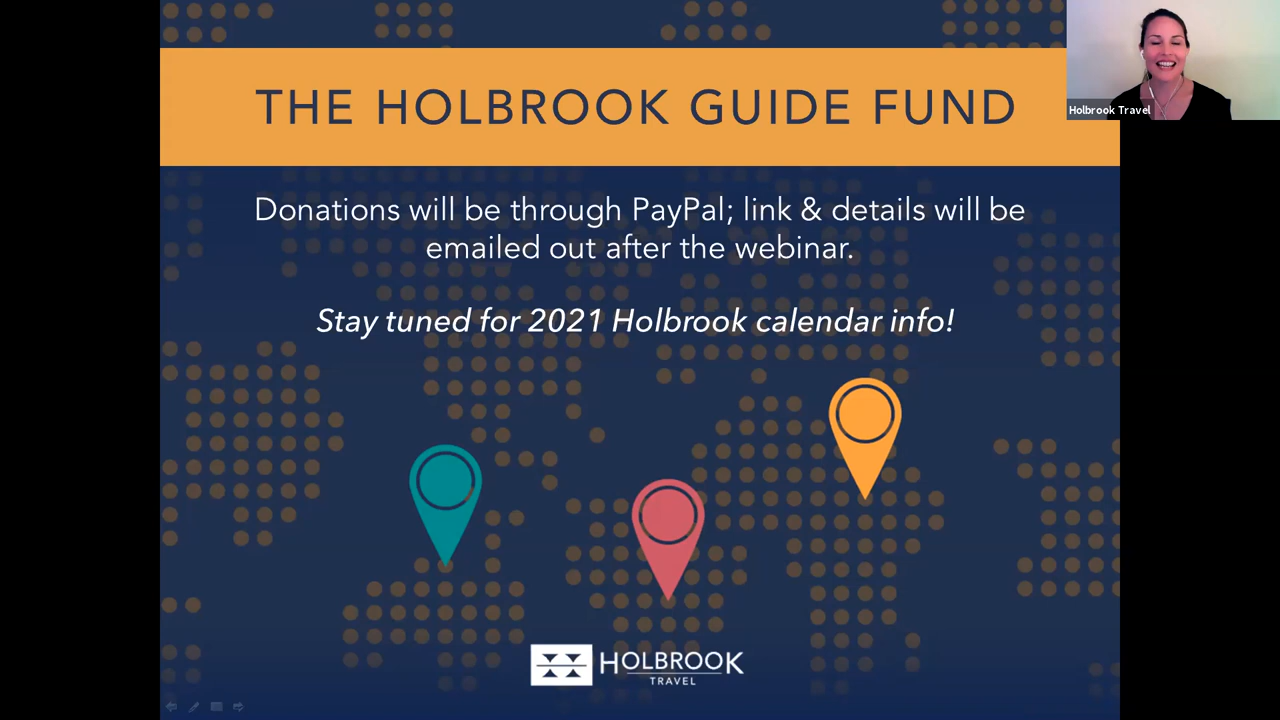 THE HOLBROOK GUIDE FUND
Holbrook Travel
Donations will be through PayPal; link & details will be
emailed out after the webinar.
Stay tuned for 2021 Holbrook calendar info!
HOLBROOK
TRAVEL